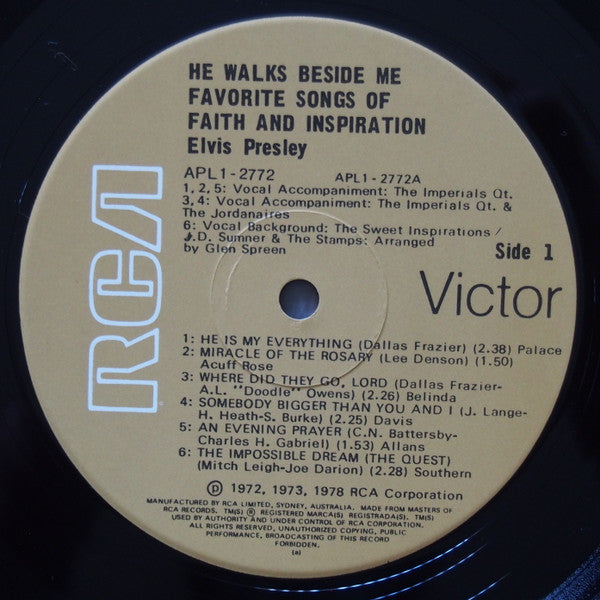 HE WALKS BESIDE ME
FAVORITE SONGS OF
FAITH AND INSPIRATION
Elvis Presley
APL1-2772 APL1-2772A
1, 2, 5: Vocal Accompaniment: The Imperials Qt.
3, 4: Vocal Accompaniment: The Imperials Qt. &
The Jordanaires
6: Vocal Background: The Sweet Inspirations /
J.D. Sumner & The Stamps: Arranged
by Glen Spreen
Side 1
RCA
Victor
1: HE IS MY EVERYTHING (Dallas Frazier) (2.38) Palace
2: MIRACLE OF THE ROSARY (Lee Denson) (1.50)
Acuff Rose
3: WHERE DID THEY GO, LORD (Dallas Frazier-
A.L. "Doodle" Owens) (2.26) Belinda
4: SOMEBODY BIGGER THAN YOU AND I (J. Lange-
H. Heath-S. Burke) (2.25) Davis
5: AN EVENING PRAYER (C.N. Battersby-
Charles H. Gabriel) (1.53) Allans
6: THE IMPOSSIBLE DREAM (THE QUEST)
(Mitch Leigh-Joe Darion) (2.28) Southern
℗ 1972, 1973, 1978 RCA Corporation
MANUFACTURED BY RCA LIMITED, SYDNEY, AUSTRALIA. MADE FROM MASTERS OF
RCA RECORDS. TM(S) ® REGISTERED MARCA(S) REGISTRADA(S). TM(S)
USED BY AUTHORITY AND UNDER CONTROL OF RCA CORPORATION.
ALL RIGHTS RESERVED, UNAUTHORIZED COPYING, PUBLIC
PERFORMANCE, BROADCASTING OF THIS RECORD
FORBIDDEN.
(a)